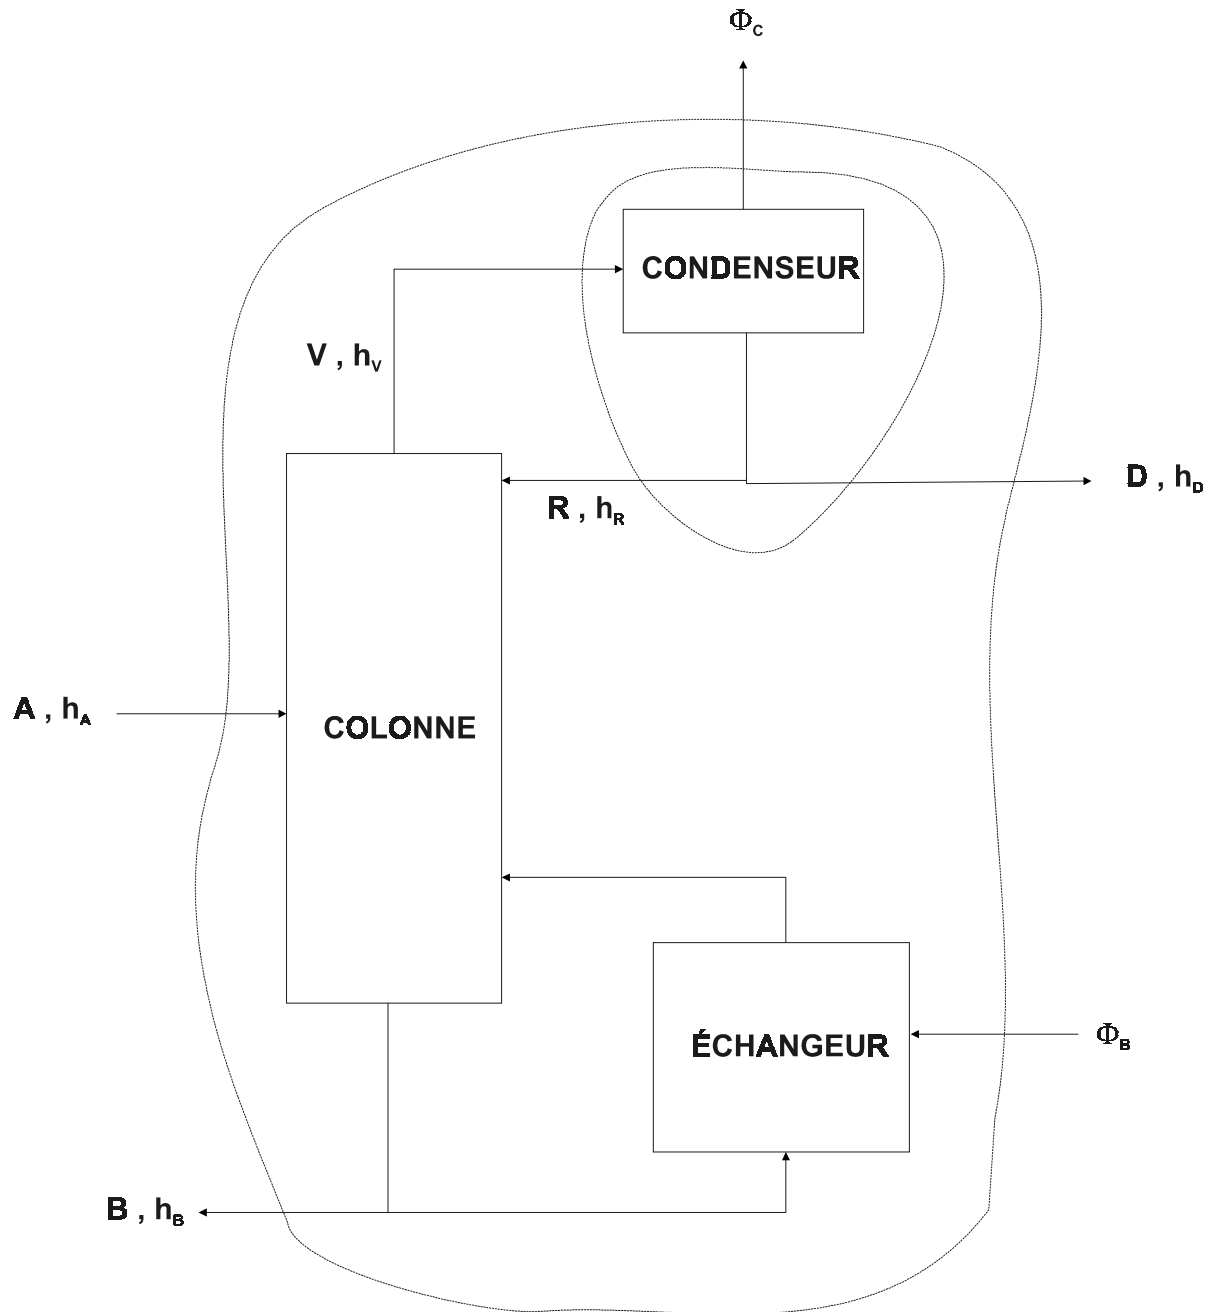 ΦC
CONDENSEUR
V , hV
D , hD
R , hR
A , hA
COLONNE
ÉCHANGEUR
ΦB
B , hB